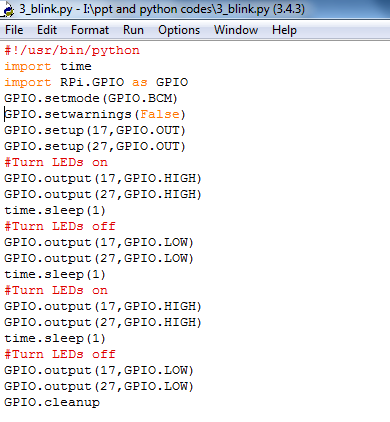 3_blink.py - I:\ppt and python codes\3_blink.py (3.4.3)
File Edit Format Run Options Window Help
#!/usr/bin/python
import time
import RPi.GPIO as GPIO
GPIO.setmode(GPIO.BCM)
GPIO.setwarnings(False)
GPIO.setup(17,GPIO.OUT)
GPIO.setup(27,GPIO.OUT)
#Turn LEDs on
GPIO.output(17,GPIO.HIGH)
GPIO.output(27,GPIO.HIGH)
time.sleep(1)
#Turn LEDs off
GPIO.output(17,GPIO.LOW)
GPIO.output(27,GPIO.LOW)
time.sleep(1)
#Turn LEDs on
GPIO.output(17,GPIO.HIGH)
GPIO.output(27,GPIO.HIGH)
time.sleep(1)
#Turn LEDs off
GPIO.output(17,GPIO.LOW)
GPIO.output(27,GPIO.LOW)
GPIO.cleanup